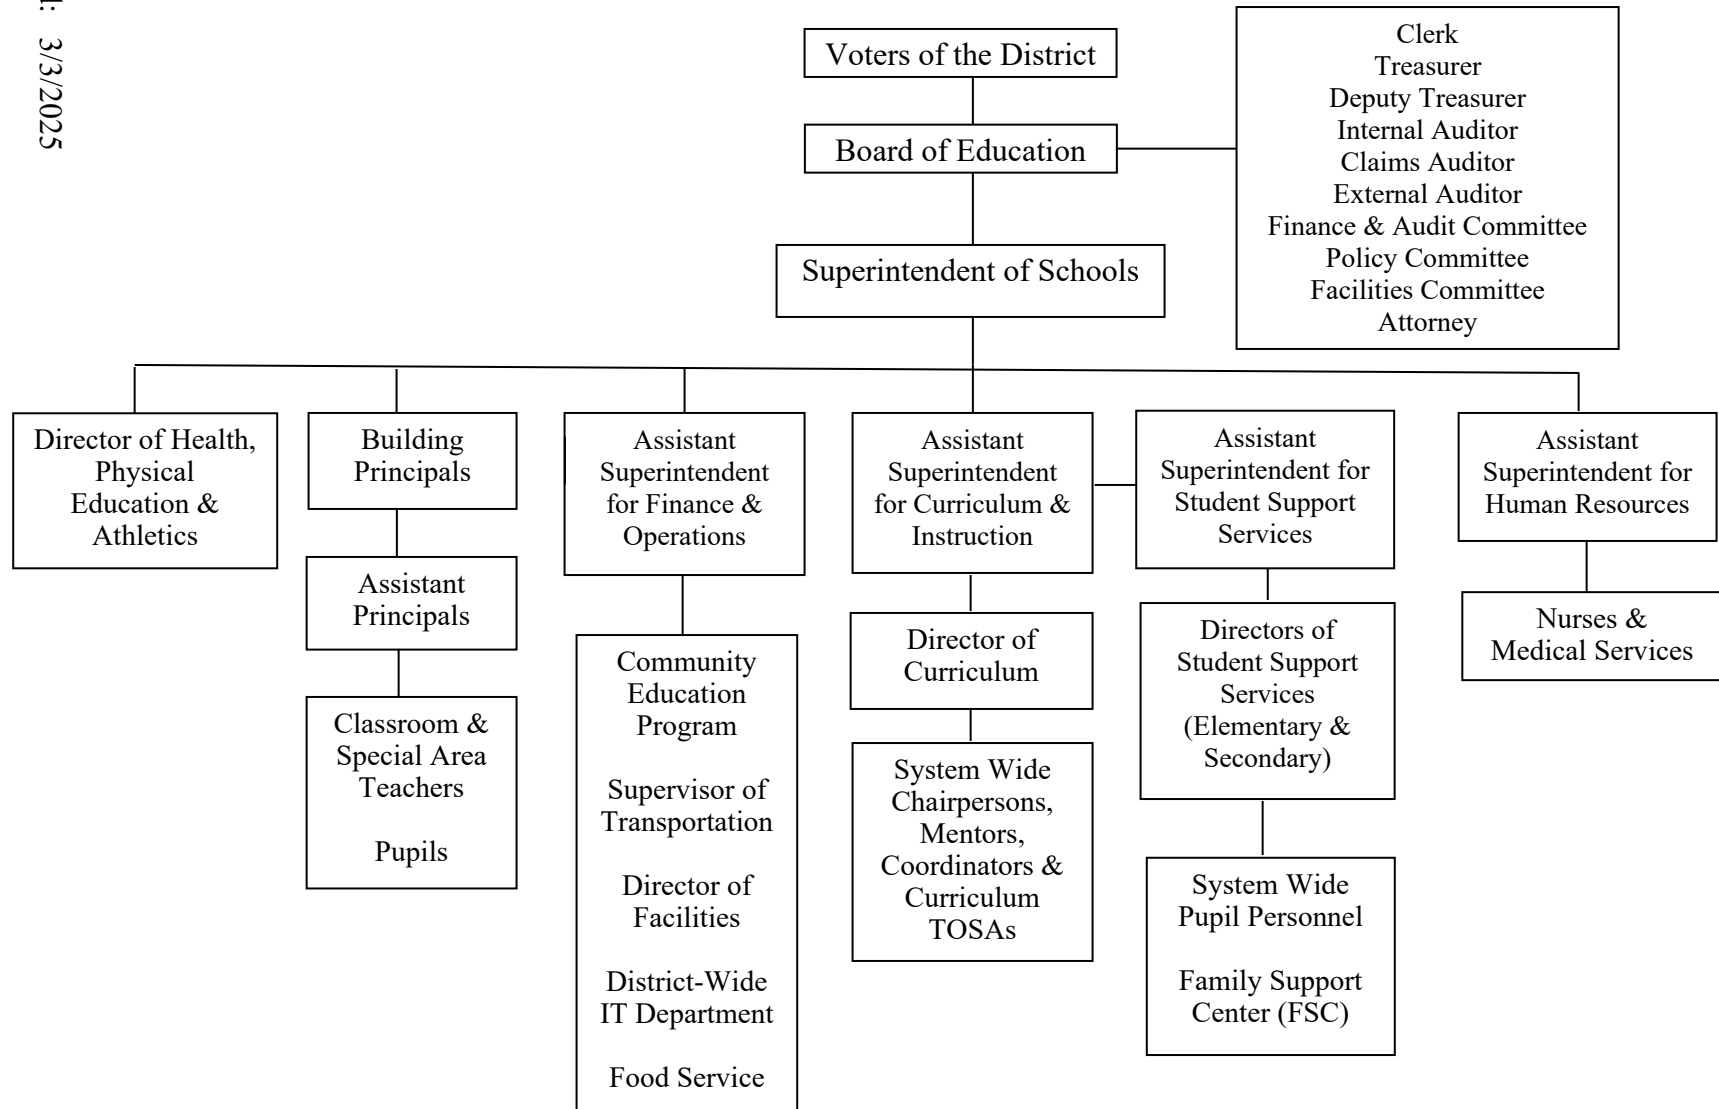 : 3/3/2025
Voters of the District
Board of Education
Clerk
Treasurer
Deputy Treasurer
Internal Auditor
Claims Auditor
External Auditor
Finance & Audit Committee
Policy Committee
Facilities Committee
Attorney
Superintendent of Schools
Director of Health,
Physical
Education &
Athletics
Building
Principals
Assistant
Principals
Classroom &
Special Area
Teachers
Pupils
Assistant
Superintendent
for Finance &
Operations
Community
Education
Program
Supervisor of
Transportation
Director of
Facilities
District-Wide
IT Department
Food Service
Assistant
Superintendent
for Curriculum &
Instruction
Director of
Curriculum
System Wide
Chairpersons,
Mentors,
Coordinators &
Curriculum
TOSAs
Assistant
Superintendent for
Student Support
Services
Directors of
Student Support
Services
(Elementary &
Secondary)
System Wide
Pupil Personnel
Family Support
Center (FSC)
Assistant
Superintendent for
Human Resources
Nurses &
Medical Services